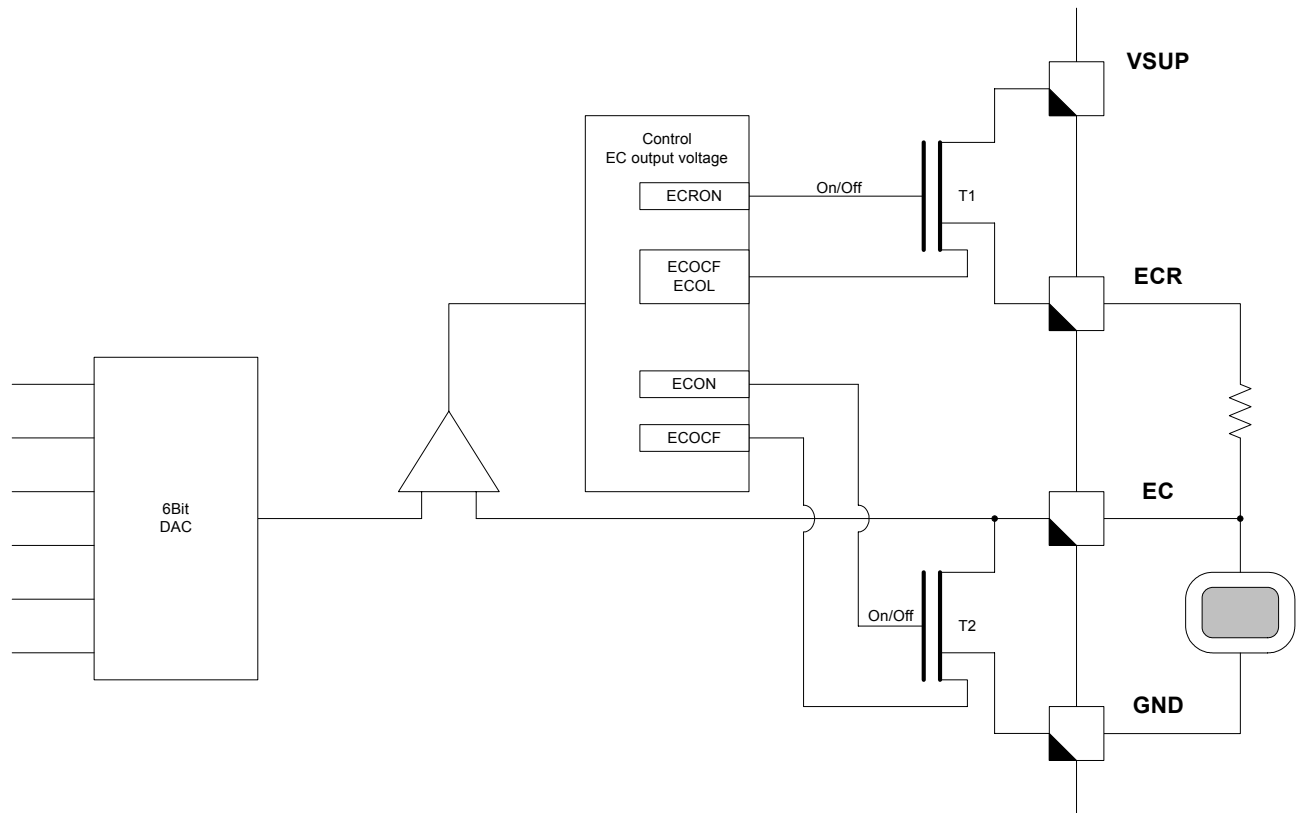 VSUP
Control
EC output voltage
ECRON
On/Off
T1
ECOCF
ECOL
ECR
ECON
ECOCF
6Bit
DAC
EC
On/Off
T2
GND